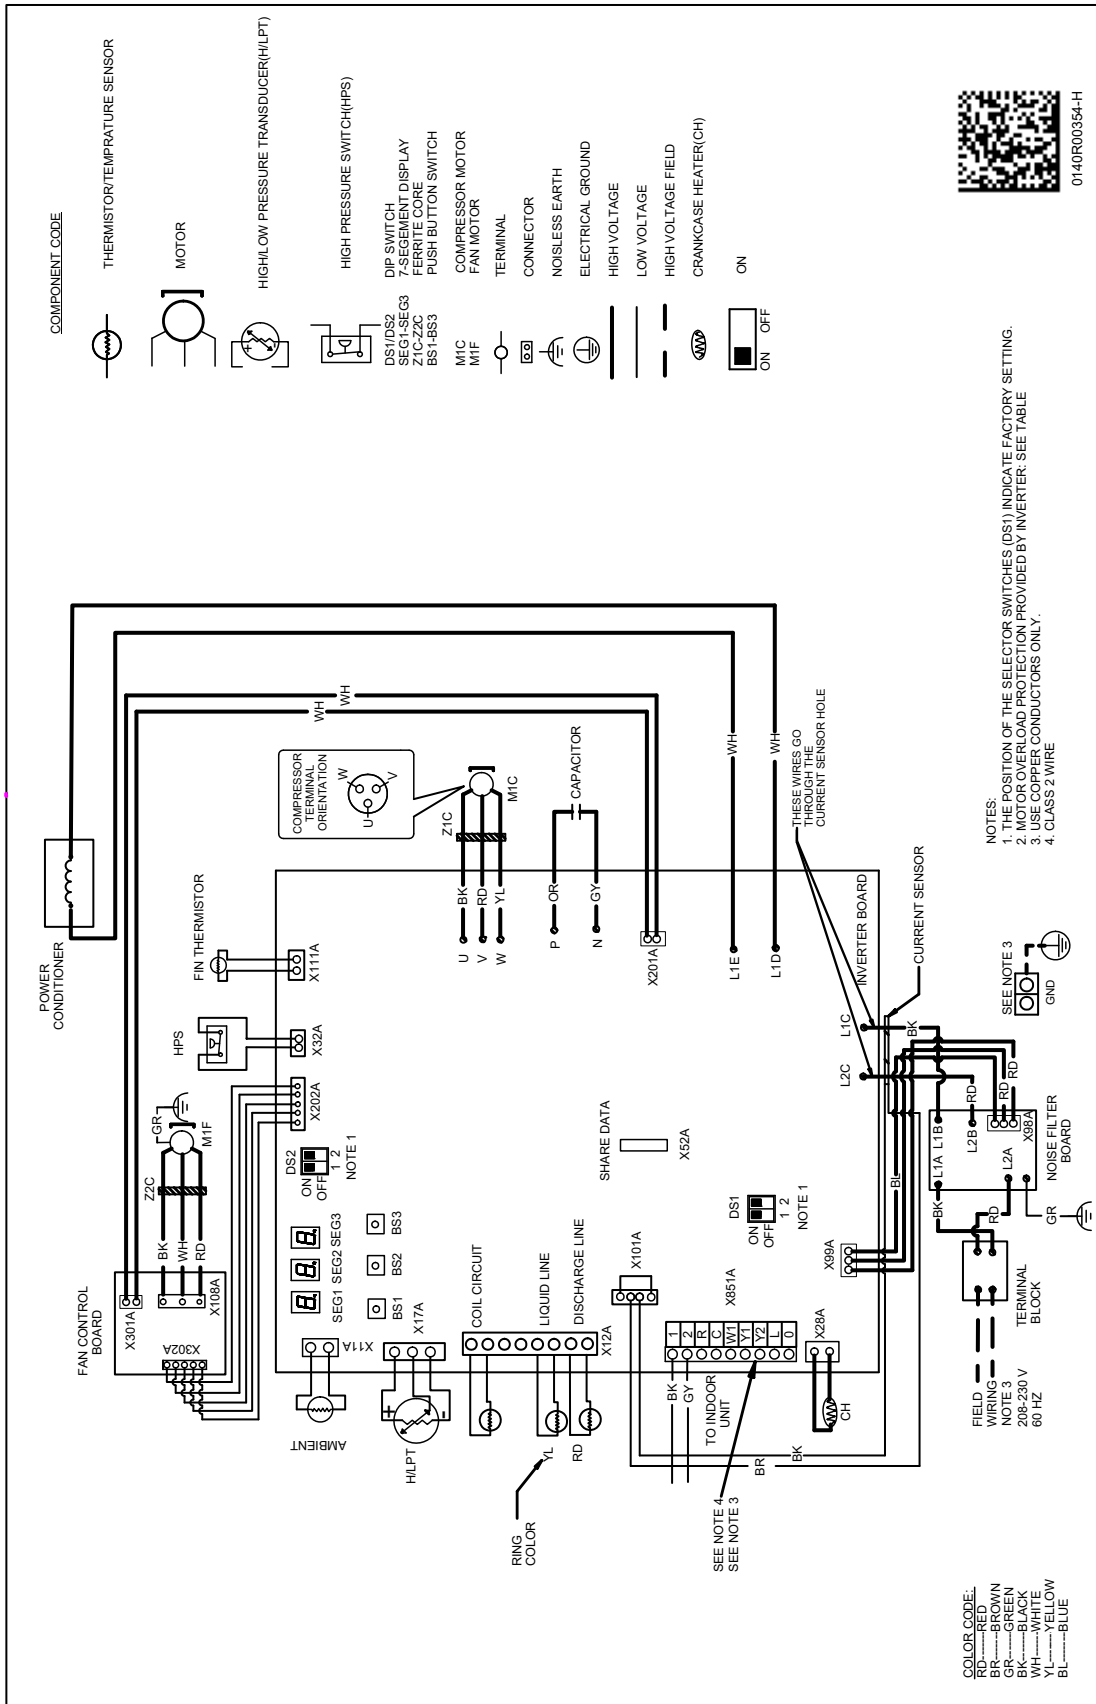 COMPONENT CODE
THERMISTOR/TEMPRATURE SENSOR
MOTOR
HIGH/LOW PRESSURE TRANSDUCER(H/LPT)
HIGH PRESSURE SWITCH(HPS)
DS1/DS2 DIP SWITCH
SEG1-SEG3 7-SEGEMENT DISPLAY
Z1C-Z2C FERRITE CORE
BS1-BS3 PUSH BUTTON SWITCH
M1C COMPRESSOR MOTOR
M1F FAN MOTOR
TERMINAL
CONNECTOR
NOISLESS EARTH
ELECTRICAL GROUND
HIGH VOLTAGE
LOW VOLTAGE
HIGH VOLTAGE FIELD
CRANKCASE HEATER(CH)
ON OFF
ON
POWER
CONDITIONER
FAN CONTROL
BOARD
X301A
X302A
X108A
BK
WH
RD
Z2C
GR
M1F
HPS
FIN THERMISTOR
X202A
X32A
X111A
WH
WH
COMPRESSOR
TERMINAL
ORIENTATION
W
U
V
Z1C
M1C
U
BK
V
RD
W
YL
P
OR
N
GY
CAPACITOR
X201A
L1E
WH
L1D
WH
THESE WIRES GO
THROUGH THE
CURRENT SENSOR HOLE
INVERTER BOARD
CURRENT SENSOR
AMBIENT
X11A
SEG1 SEG2 SEG3
BS1
BS2
BS3
DS2
ON
OFF
1 2
NOTE 1
H/LPT
+
-
X17A
COIL CIRCUIT
LIQUID LINE
DISCHARGE LINE
X12A
YL
RD
RING
COLOR
SHARE DATA
X52A
X101A
DS1
ON
OFF
1 2
NOTE 1
X851A
1
2
R
C
W1
Y1
Y2
L
0
BK
GY
TO INDOOR
UNIT
BR
BK
SEE NOTE 4
SEE NOTE 3
X28A
CH
X99A
BL
L2C
L1C
BK
RD
RD
RD
L1A
L1B
L2B
L2A
X98A
NOISE FILTER
BOARD
BK
RD
GR
TERMINAL
BLOCK
FIELD
WIRING
NOTE 3
208-230 V
60 HZ
SEE NOTE 3
GND
NOTES:
1. THE POSITION OF THE SELECTOR SWITCHES (DS1) INDICATE FACTORY SETTING.
2. MOTOR OVERLOAD PROTECTION PROVIDED BY INVERTER: SEE TABLE
3. USE COPPER CONDUCTORS ONLY.
4. CLASS 2 WIRE
COLOR CODE:
RD------RED
BR------BROWN
GR------GREEN
BK------BLACK
WH------WHITE
YL------YELLOW
BL------BLUE
0140R00354-H